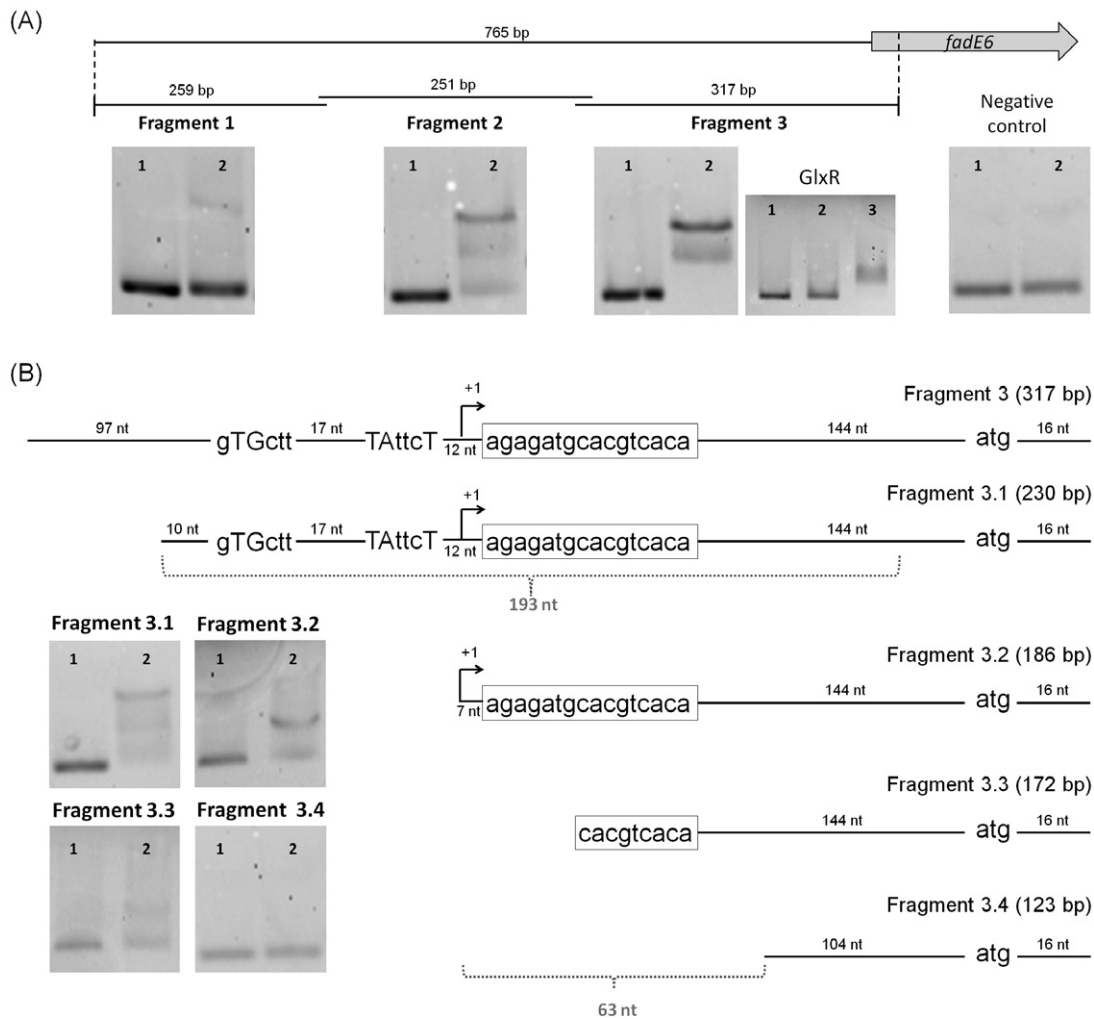 (A)
765 bp
fadE6
259 bp
251 bp
317 bp
Fragment 1
Fragment 2
Fragment 3
Negative
control
1 2
1 2
1 2
GlxR
1 2 3
1 2
(B)
Fragment 3 (317 bp)
+1
97 nt gTGctt 17 nt TAttcT 12 nt agagatgcacgtcaca 144 nt atg 16 nt
Fragment 3.1 (230 bp)
+1
10 nt gTGctt 17 nt TAttcT 12 nt agagatgcacgtcaca 144 nt atg 16 nt
193 nt
Fragment 3.1
Fragment 3.2
1 2
1 2
Fragment 3.2 (186 bp)
+1
7 nt agagatgcacgtcaca 144 nt atg 16 nt
Fragment 3.3
Fragment 3.4
1 2
1 2
Fragment 3.3 (172 bp)
cacgtcaca 144 nt atg 16 nt
Fragment 3.4 (123 bp)
104 nt atg 16 nt
63 nt